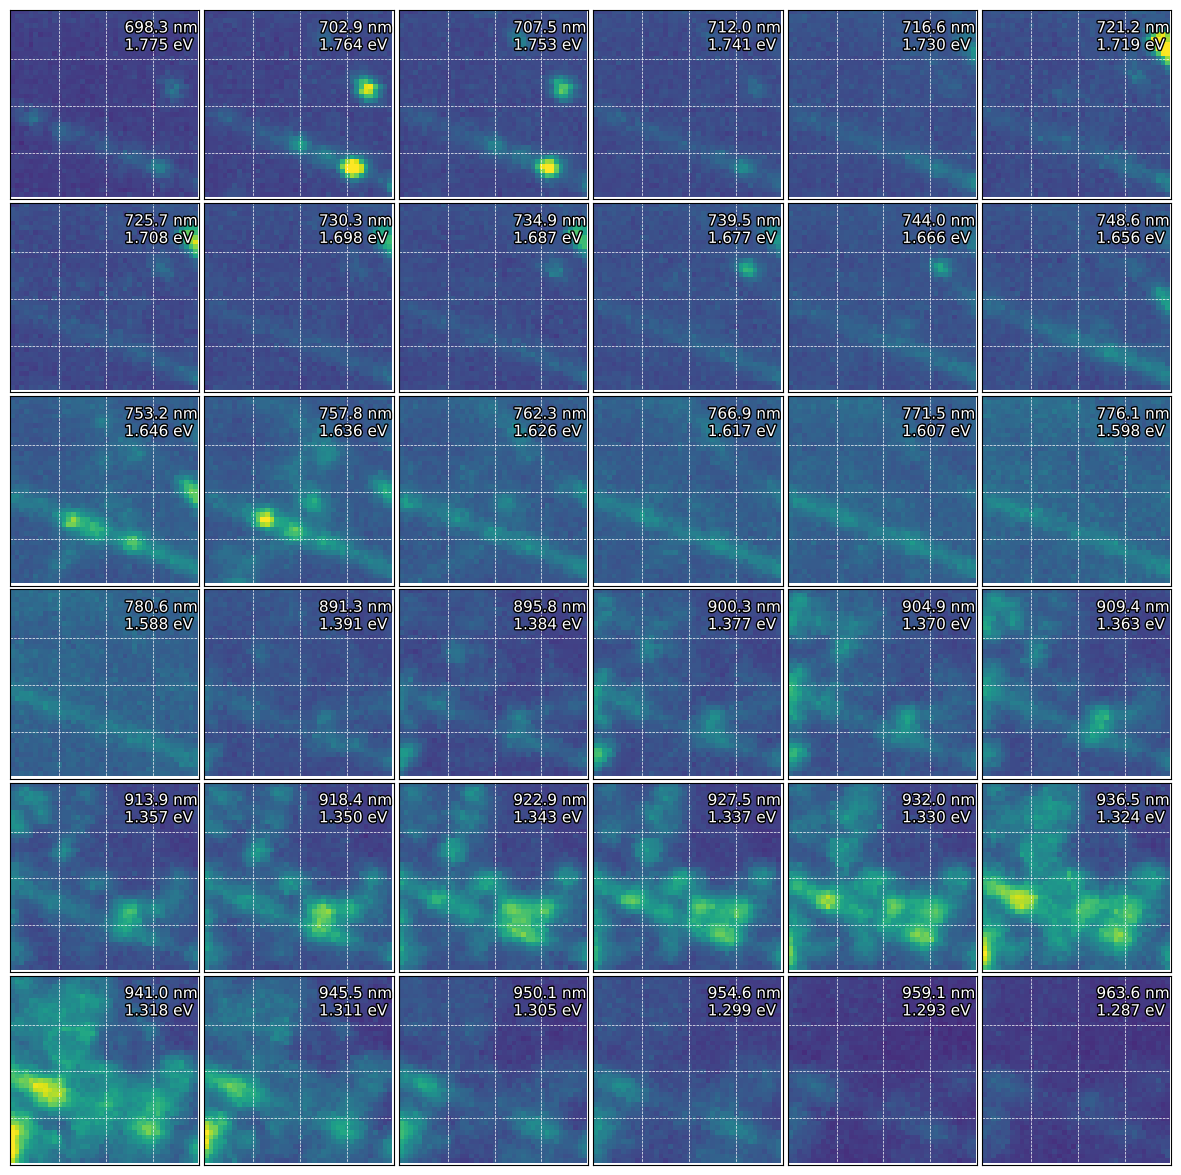 698.3 nm
1.775 eV
702.9 nm
1.764 eV
707.5 nm
1.753 eV
712.0 nm
1.741 eV
716.6 nm
1.730 eV
721.2 nm
1.719 eV
725.7 nm
1.708 eV
730.3 nm
1.698 eV
734.9 nm
1.687 eV
739.5 nm
1.677 eV
744.0 nm
1.666 eV
748.6 nm
1.656 eV
753.2 nm
1.646 eV
757.8 nm
1.636 eV
762.3 nm
1.626 eV
766.9 nm
1.617 eV
771.5 nm
1.607 eV
776.1 nm
1.598 eV
780.6 nm
1.588 eV
891.3 nm
1.391 eV
895.8 nm
1.384 eV
900.3 nm
1.377 eV
904.9 nm
1.370 eV
909.4 nm
1.363 eV
913.9 nm
1.357 eV
918.4 nm
1.350 eV
922.9 nm
1.343 eV
927.5 nm
1.337 eV
932.0 nm
1.330 eV
936.5 nm
1.324 eV
941.0 nm
1.318 eV
945.5 nm
1.311 eV
950.1 nm
1.305 eV
954.6 nm
1.299 eV
959.1 nm
1.293 eV
963.6 nm
1.287 eV